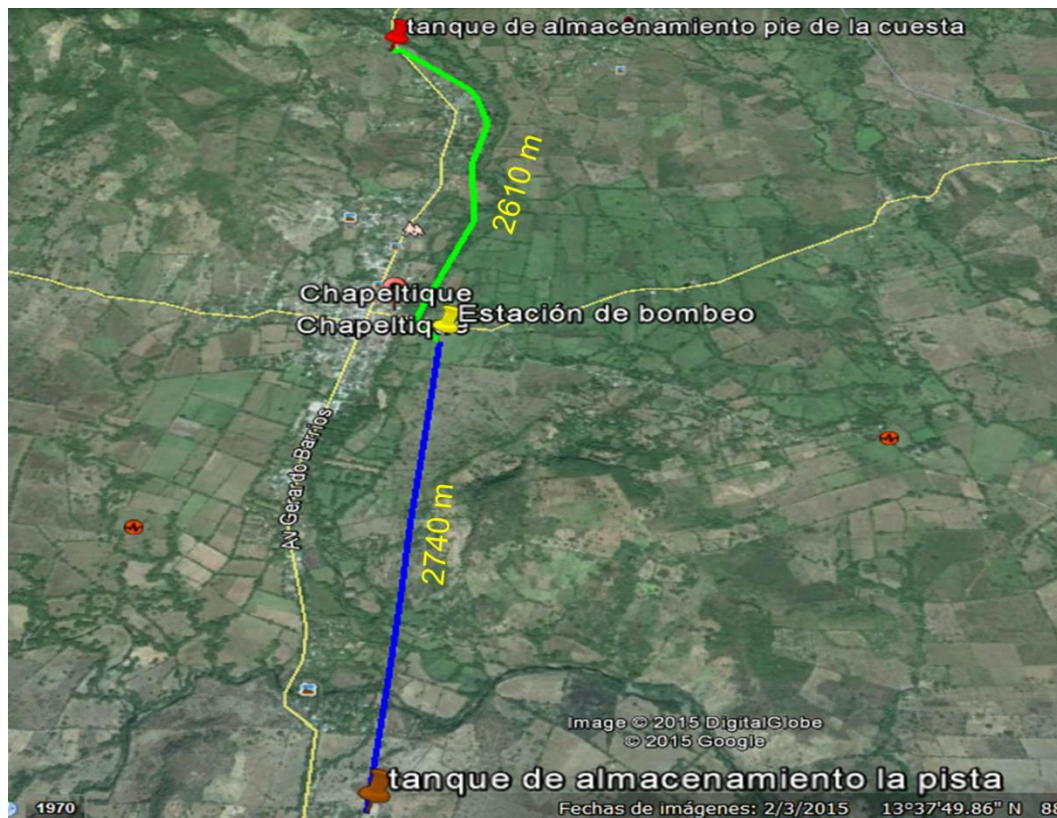 tanque de almacenamiento pie de la cuesta
2610 m
Chapeltique
Estación de bombeo
Chapeltique
Av Gerardo Barrios
2740 m
Image © 2015 DigitalGlobe
© 2015 Google
tanque de almacenamiento la pista
1970
Fechas de imágenes: 2/3/2015 13°37'49.86" N 88